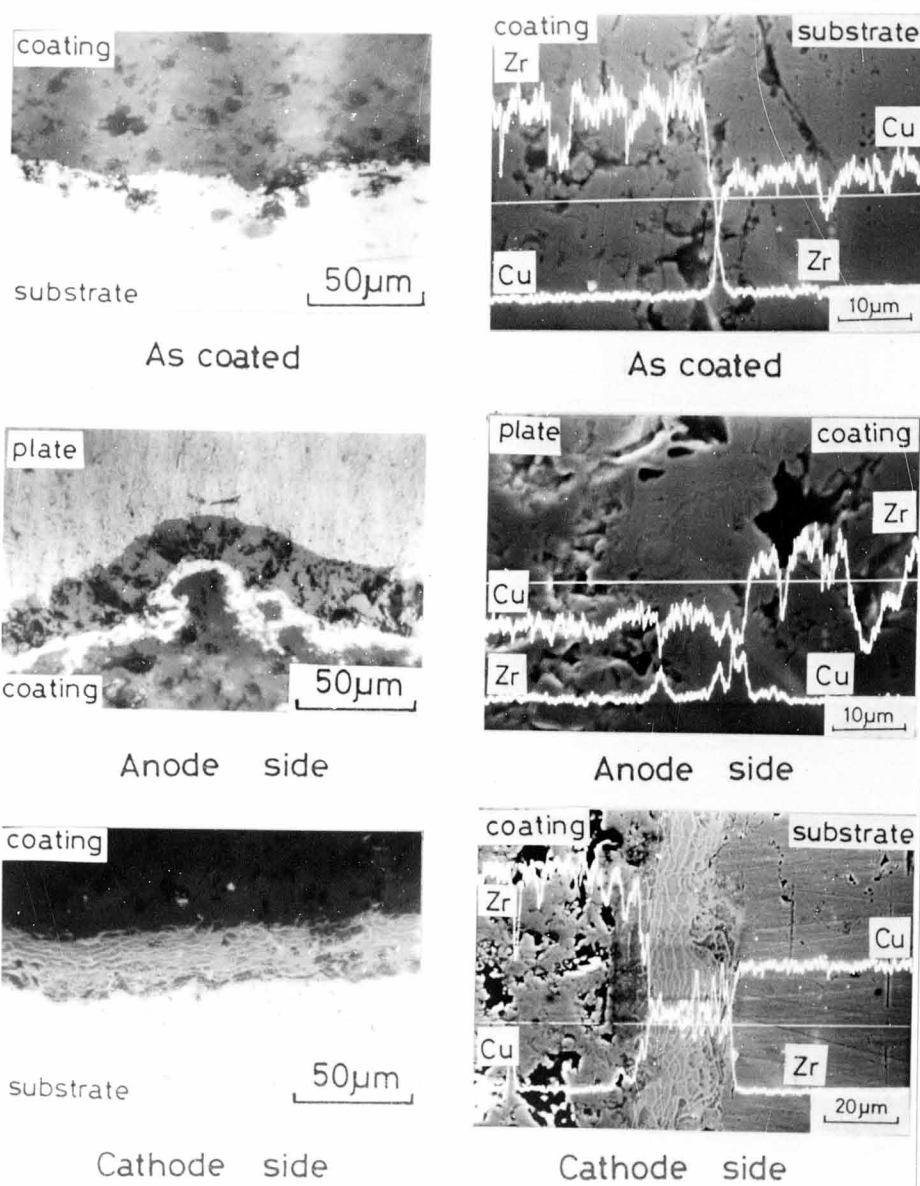 coating
substrate
50µm
As coated
coating
substrate
Zr
Cu
Cu
Zr
10µm
As coated
plate
coating
50µm
Anode side
plate
coating
Zr
Cu
Zr
Cu
10µm
Anode side
coating
substrate
50µm
Cathode side
coating
substrate
Zr
Cu
Cu
Zr
20µm
Cathode side